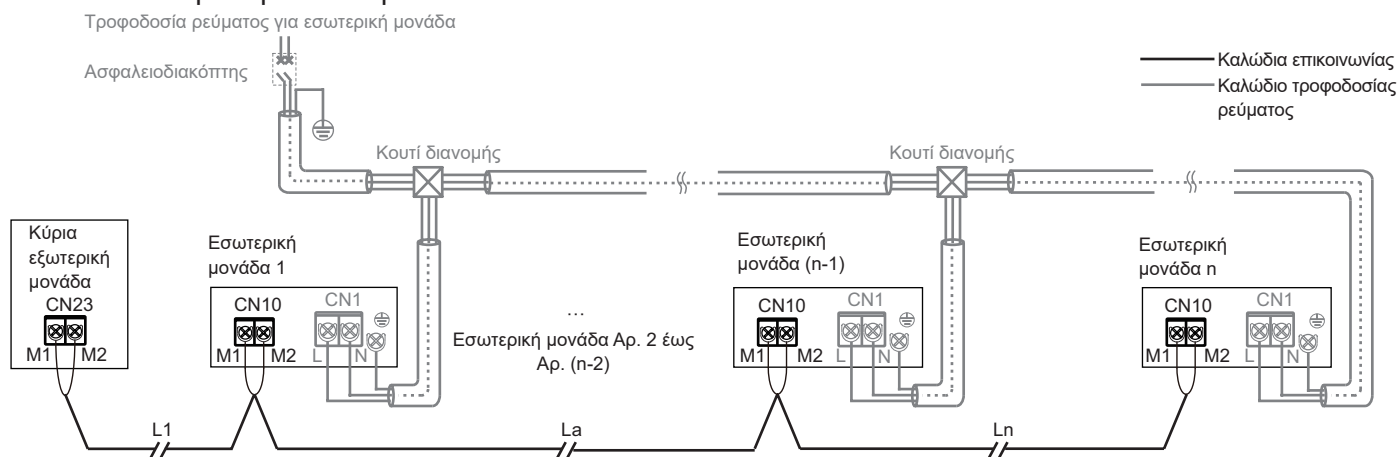 Τροφοδοσία ρεύματος για εσωτερική μονάδα
Ασφαλειοδιακόπτης
Καλώδια επικοινωνίας
Καλώδιο τροφοδοσίας
ρεύματος
Κουτί διανομής
Κουτί διανομής
Κύρια
εξωτερική
μονάδα
CN23
M1 M2
Εσωτερική
μονάδα 1
CN10 CN1
M1 M2 L N
...
Εσωτερική μονάδα Αρ. 2 έως
Αρ. (n-2)
Εσωτερική
μονάδα (n-1)
CN10 CN1
M1 M2 L N
Εσωτερική
μονάδα n
CN10 CN1
M1 M2 L N
L1 La Ln